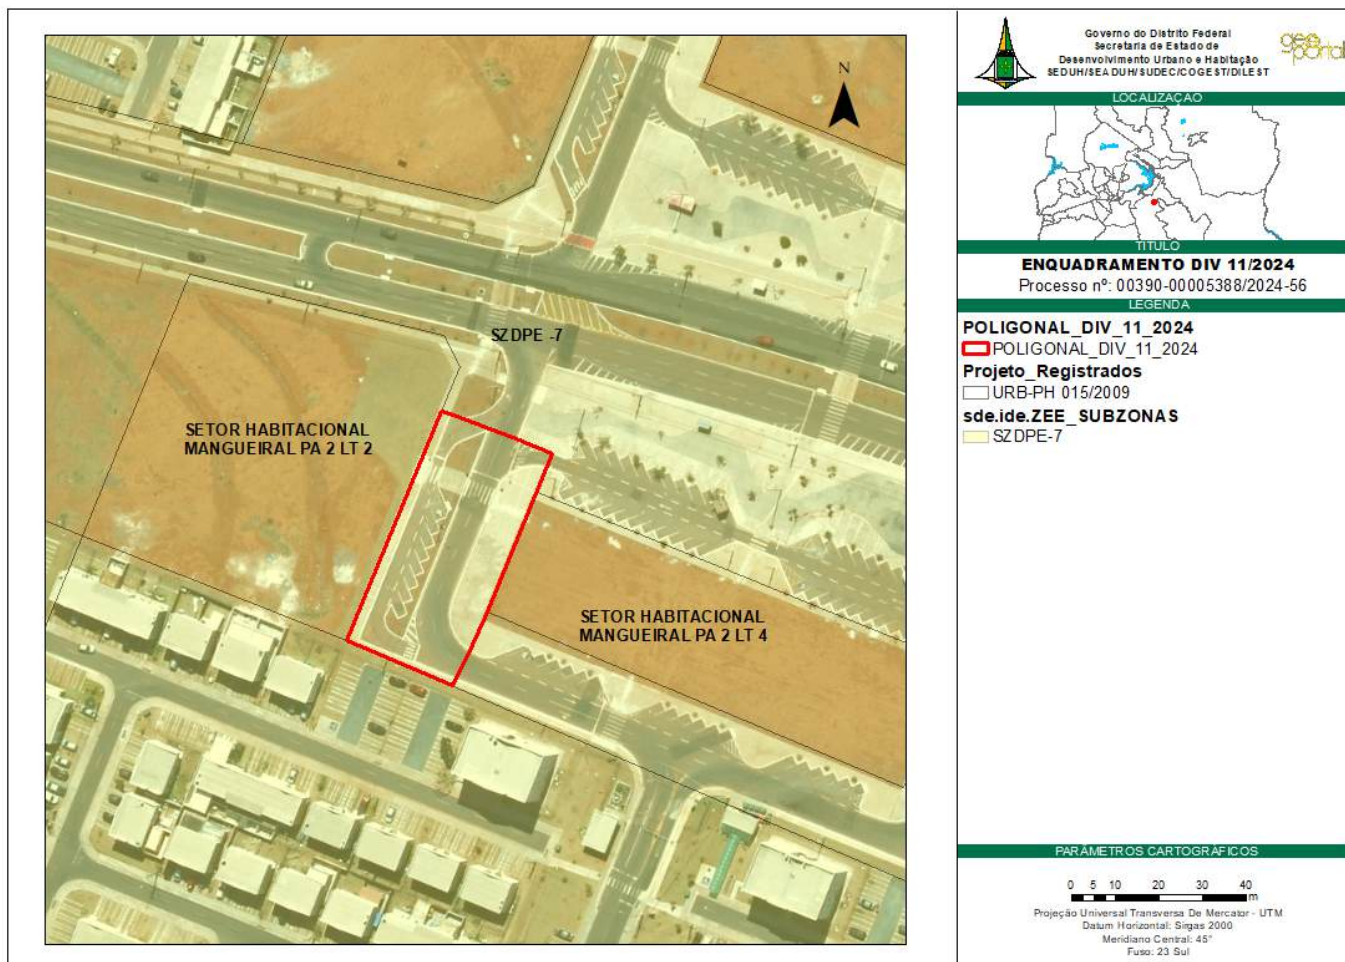 N
SZDPE -7
SETOR HABITACIONAL
MANGUEIRAL PA 2 LT 2
SETOR HABITACIONAL
MANGUEIRAL PA 2 LT 4
Governo do Distrito Federal
Secretaria de Estado de
Desenvolvimento Urbano e Habitação
SEDUH/SEADUH/SUDEC/COGEST/DILEST
geo
portal
LOCALIZAÇÃO
TÍTULO
ENQUADRAMENTO DIV 11/2024
Processo nº: 00390-00005388/2024-56
LEGENDA
POLIGONAL_DIV_11_2024
POLIGONAL_DIV_11_2024
Projeto_Registrados
URB-PH 015/2009
sde.ide.ZEE_SUBZONAS
SZDPE-7
PARÂMETROS CARTOGRÁFICOS
0 5 10 20 30 40
m
Projeção Universal Transversa De Mercator - UTM
Datum Horizontal: Sirgas 2000
Meridiano Central: 45°
Fuso: 23 Sul